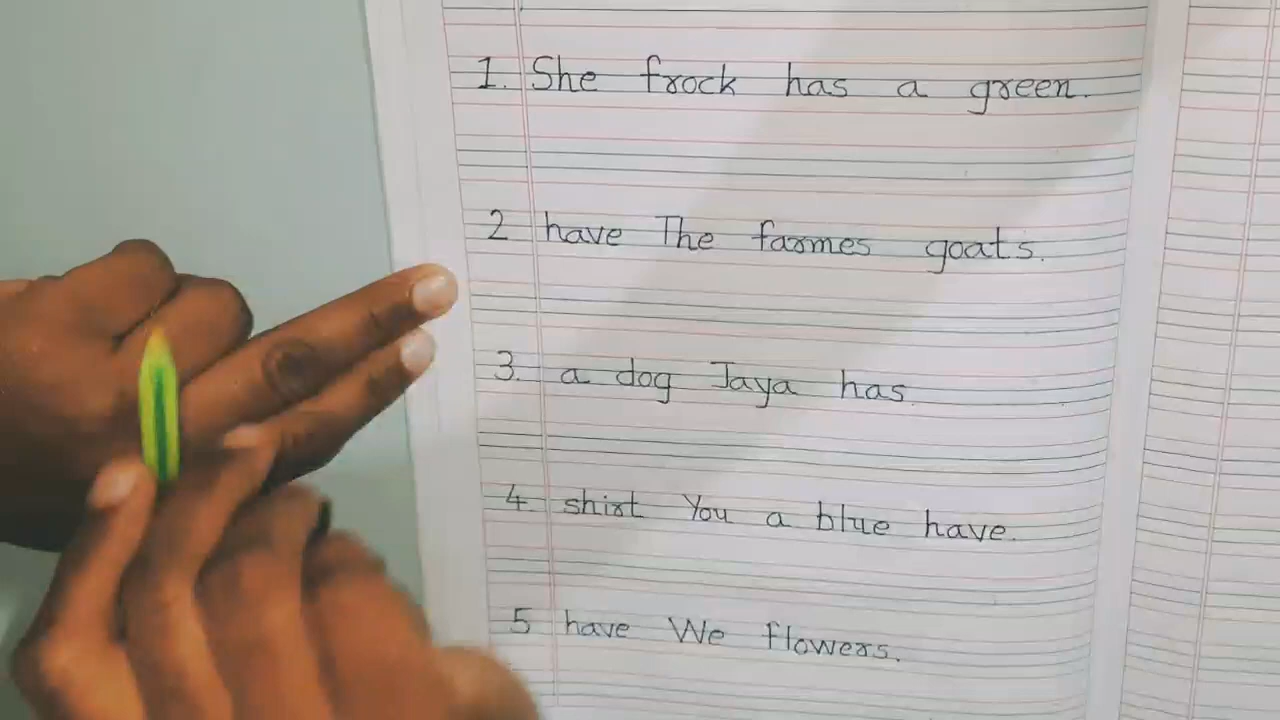 1. She frock has a green.
2 have The farmes goats.
3. a dog Jaya has.
4. shirt You a blue have.
5 have We flowers.